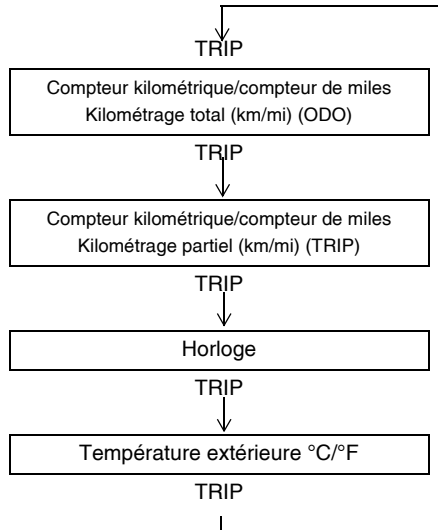 TRIP
Compteur kilométrique/compteur de miles
Kilométrage total (km/mi) (ODO)
TRIP
Compteur kilométrique/compteur de miles
Kilométrage partiel (km/mi) (TRIP)
TRIP
Horloge
TRIP
Température extérieure °C/°F
TRIP